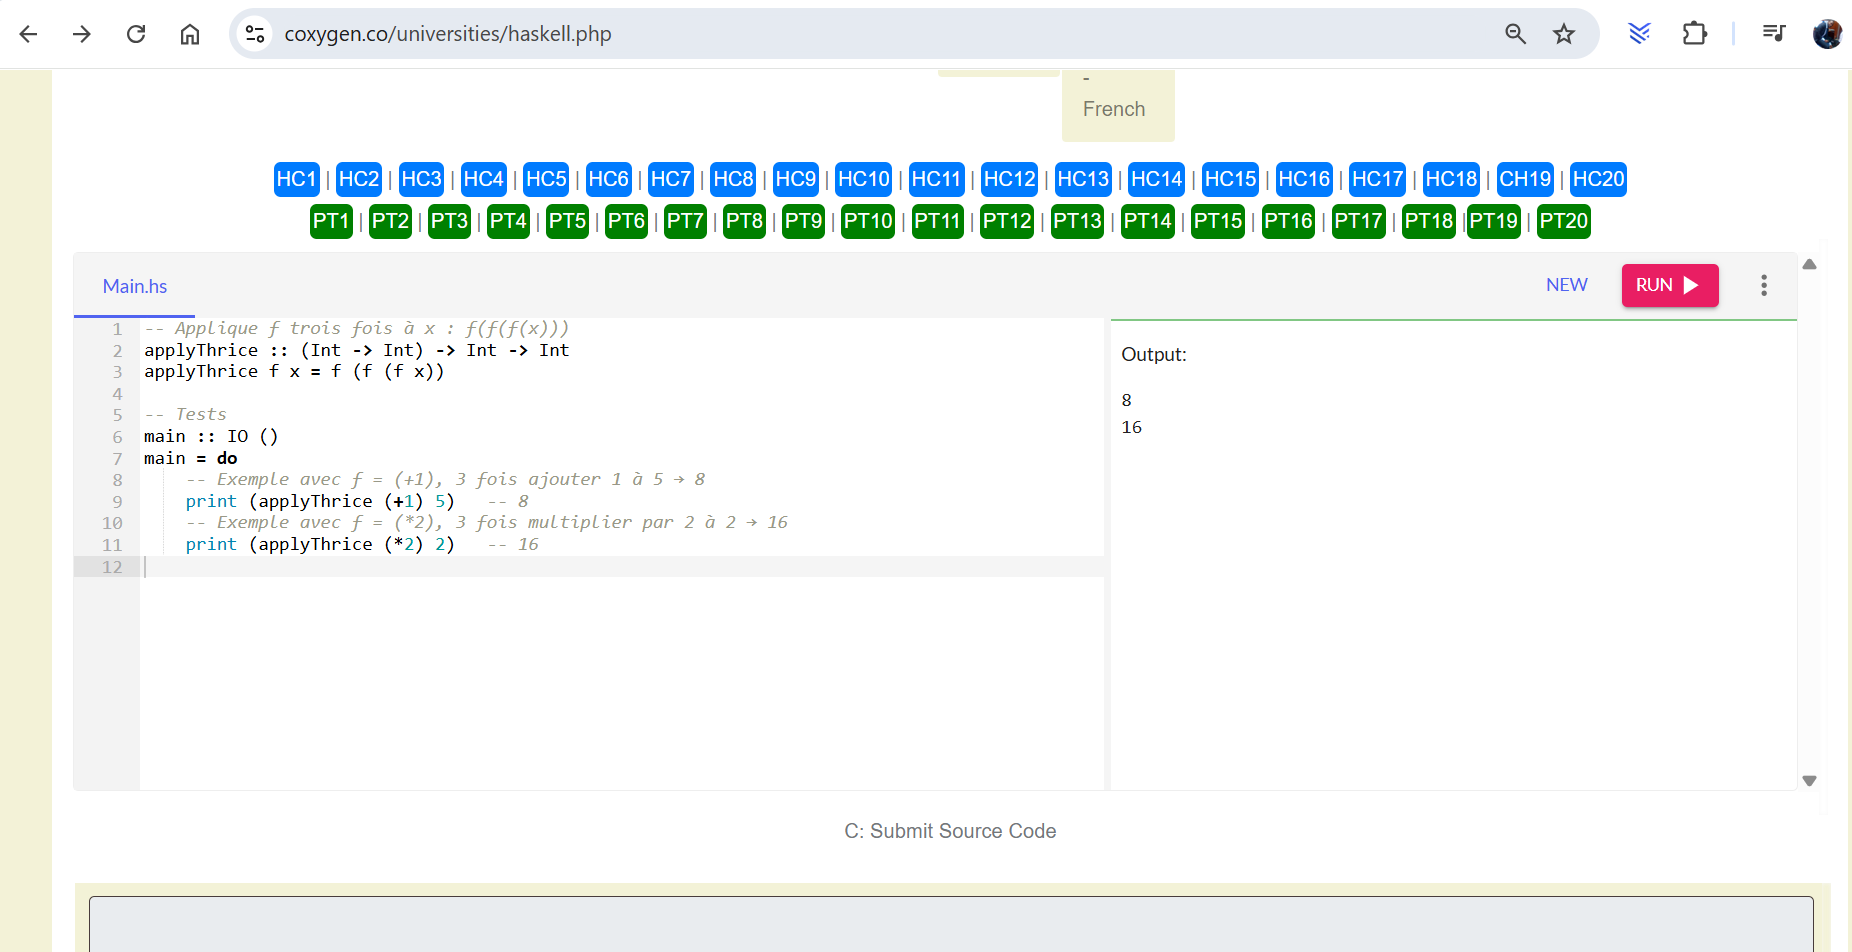 coxygen.co/universities/haskell.php
-
French
HC1 | HC2 | HC3 | HC4 | HC5 | HC6 | HC7 | HC8 | HC9 | HC10 | HC11 | HC12 | HC13 | HC14 | HC15 | HC16 | HC17 | HC18 | CH19 | HC20
PT1 | PT2 | PT3 | PT4 | PT5 | PT6 | PT7 | PT8 | PT9 | PT10 | PT11 | PT12 | PT13 | PT14 | PT15 | PT16 | PT17 | PT18 | PT19 | PT20
Main.hs
NEW
RUN
1 -- Applique f trois fois à x : f(f(f(x)))
2 applyThrice :: (Int -> Int) -> Int -> Int
3 applyThrice f x = f (f (f x))
4
5 -- Tests
6 main :: IO ()
7 main = do
8     -- Exemple avec f = (+1), 3 fois ajouter 1 à 5 → 8
9     print (applyThrice (+1) 5)   -- 8
10     -- Exemple avec f = (*2), 3 fois multiplier par 2 à 2 → 16
11     print (applyThrice (*2) 2)   -- 16
12
Output:
8
16
C: Submit Source Code